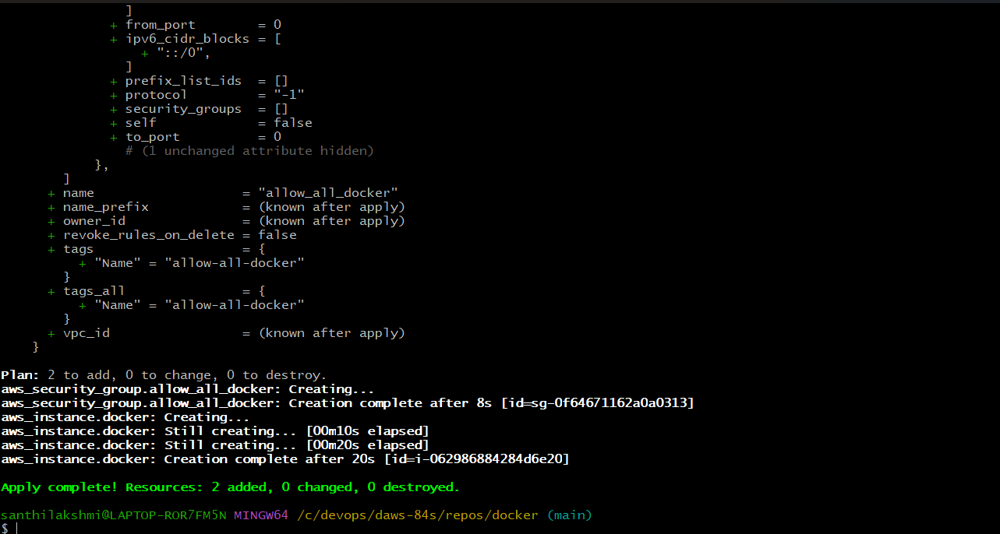 ]
+ from_port        = 0
+ ipv6_cidr_blocks = [
+ "::/0",
]
+ prefix_list_ids  = []
+ protocol         = "-1"
+ security_groups  = []
+ self             = false
+ to_port          = 0
# (1 unchanged attribute hidden)
},
]
+ name                   = "allow_all_docker"
+ name_prefix            = (known after apply)
+ owner_id               = (known after apply)
+ revoke_rules_on_delete = false
+ tags                   = {
+ "Name" = "allow-all-docker"
}
+ tags_all               = {
+ "Name" = "allow-all-docker"
}
+ vpc_id                 = (known after apply)
}
Plan: 2 to add, 0 to change, 0 to destroy.
aws_security_group.allow_all_docker: Creating...
aws_security_group.allow_all_docker: Creation complete after 8s [id=sg-0f64671162a0a0313]
aws_instance.docker: Creating...
aws_instance.docker: Still creating... [00m10s elapsed]
aws_instance.docker: Still creating... [00m20s elapsed]
aws_instance.docker: Creation complete after 20s [id=i-062986884284d6e20]
Apply complete! Resources: 2 added, 0 changed, 0 destroyed.
santhilakshmi@LAPTOP-ROR7FM5N MINGW64 /c/devops/daws-84s/repos/docker (main)
$